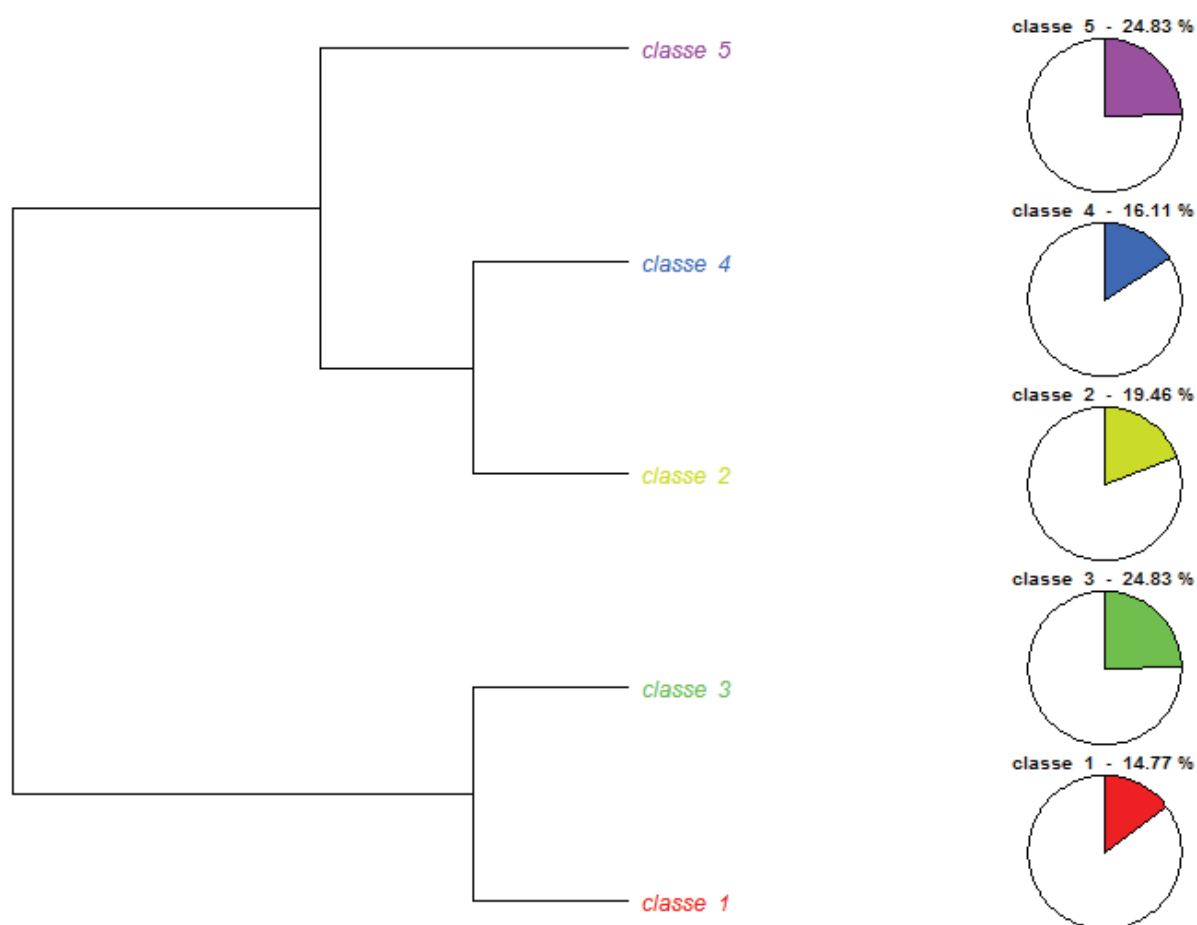 classe 5
classe 4
classe 2
classe 3
classe 1
classe 5 - 24.83 %
classe 4 - 16.11 %
classe 2 - 19.46 %
classe 3 - 24.83 %
classe 1 - 14.77 %